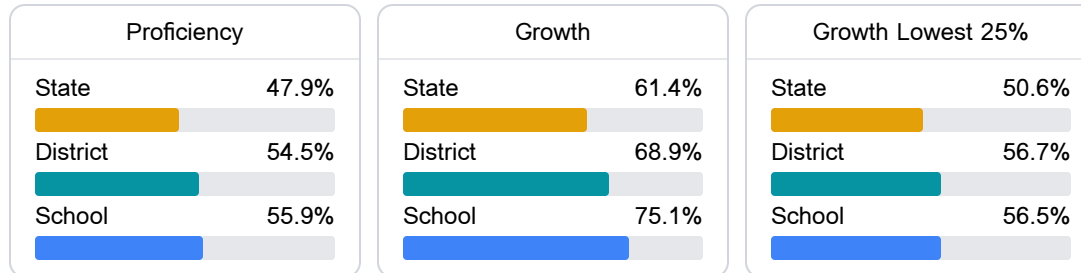 Proficiency
State 47.9%
District 54.5%
School 55.9%
Growth
State 61.4%
District 68.9%
School 75.1%
Growth Lowest 25%
State 50.6%
District 56.7%
School 56.5%